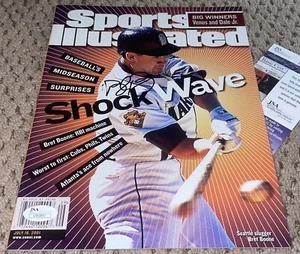 Sports
Illustrated
BIG WINNERS
Venus and Dale Jr.
BASEBALL'S
MIDSEASON
SURPRISES
Shock Wave
Bret Boone: RBI machine
Worst to first: Cubs, Phils, Twins
Atlanta's ace from nowhere
Seattle slugger
Bret Boone
JULY 16, 2001
JSA